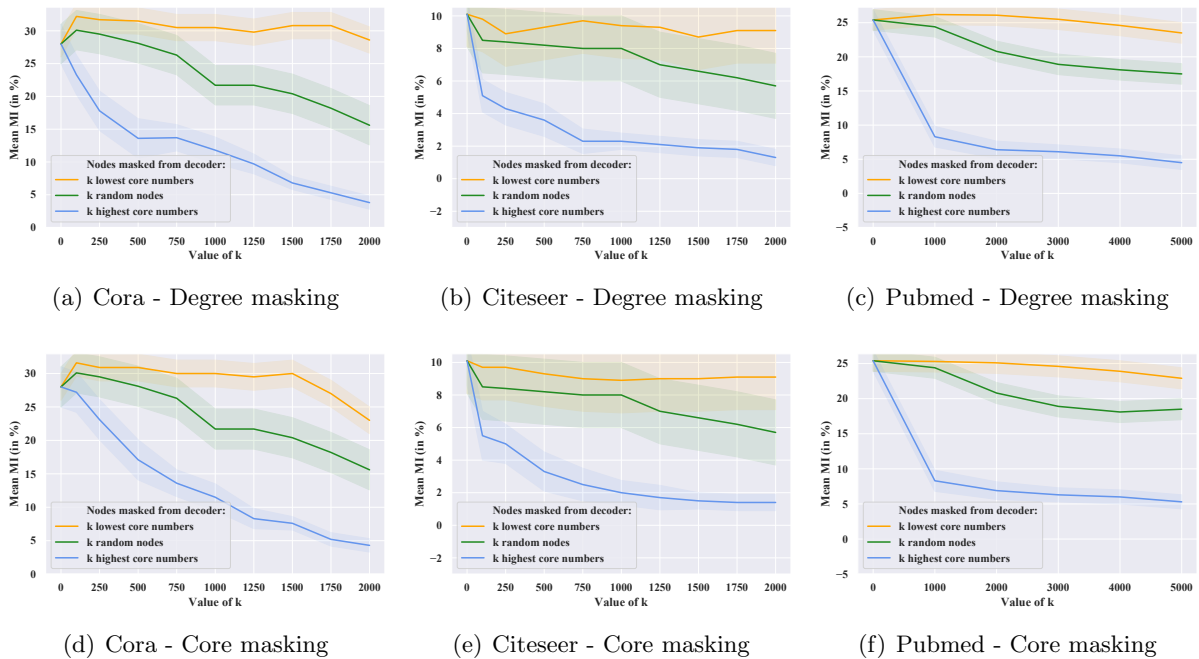 30
25
20
15
10
5
0
Mean MI (in %)
Nodes masked from decoder:
k lowest core numbers
k random nodes
k highest core numbers
0 250 500 750 1000 1250 1500 1750 2000
Value of k
(a) Cora - Degree masking
10
8
6
4
2
0
−2
Mean MI (in %)
Nodes masked from decoder:
k lowest core numbers
k random nodes
k highest core numbers
0 250 500 750 1000 1250 1500 1750 2000
Value of k
(b) Citeseer - Degree masking
25
20
15
10
5
0
−5
Mean MI (in %)
Nodes masked from decoder:
k lowest core numbers
k random nodes
k highest core numbers
0 1000 2000 3000 4000 5000
Value of k
(c) Pubmed - Degree masking
30
25
20
15
10
5
0
Mean MI (in %)
Nodes masked from decoder:
k lowest core numbers
k random nodes
k highest core numbers
0 250 500 750 1000 1250 1500 1750 2000
Value of k
(d) Cora - Core masking
10
8
6
4
2
0
−2
Mean MI (in %)
Nodes masked from decoder:
k lowest core numbers
k random nodes
k highest core numbers
0 250 500 750 1000 1250 1500 1750 2000
Value of k
(e) Citeseer - Core masking
25
20
15
10
5
0
−5
Mean MI (in %)
Nodes masked from decoder:
k lowest core numbers
k random nodes
k highest core numbers
0 1000 2000 3000 4000 5000
Value of k
(f) Pubmed - Core masking